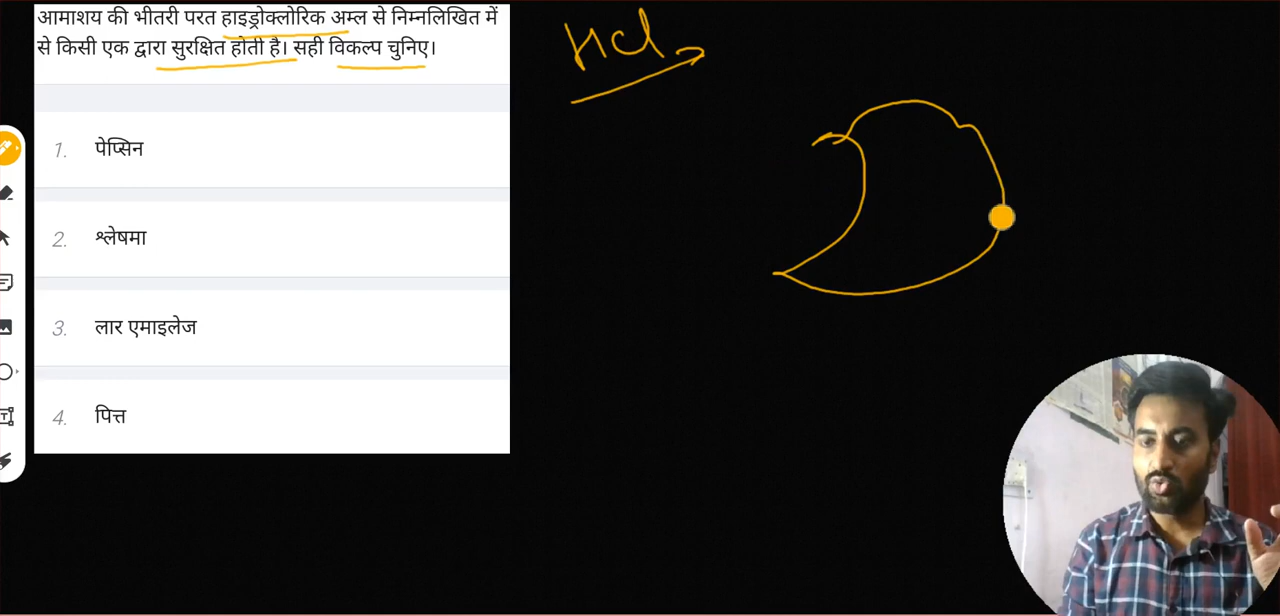 आमाशय की भीतरी परत हाइड्रोक्लोरिक अम्ल से निम्नलिखित में
से किसी एक द्वारा सुरक्षित होती है। सही विकल्प चुनिए।
HCl
1. पेप्सिन
2. श्लेषमा
3. लार एमाइलेज
4. पित्त